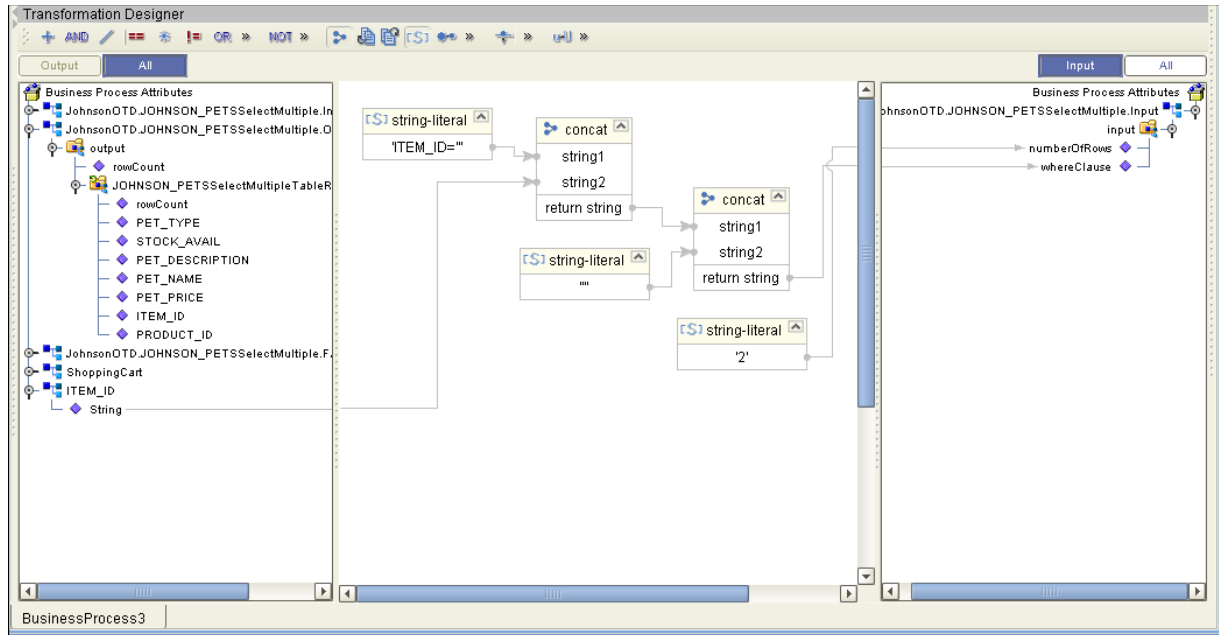 Transformation Designer
AND == != OR » NOT » [S] » » »
Output All
Input All
Business Process Attributes
JohnsonOTD.JOHNSON_PETSSelectMultiple.In
JohnsonOTD.JOHNSON_PETSSelectMultiple.O
output
rowCount
JOHNSON_PETSSelectMultipleTableR
rowCount
PET_TYPE
STOCK_AVAIL
PET_DESCRIPTION
PET_NAME
PET_PRICE
ITEM_ID
PRODUCT_ID
JohnsonOTD.JOHNSON_PETSSelectMultiple.F
ShoppingCart
ITEM_ID
String
[S] string-literal
'ITEM_ID='"
concat
string1
string2
return string
[S] string-literal
""
concat
string1
string2
return string
[S] string-literal
'2'
Business Process Attributes
ohnsonOTD.JOHNSON_PETSSelectMultiple.Input
input
numberOfRows
whereClause
BusinessProcess3